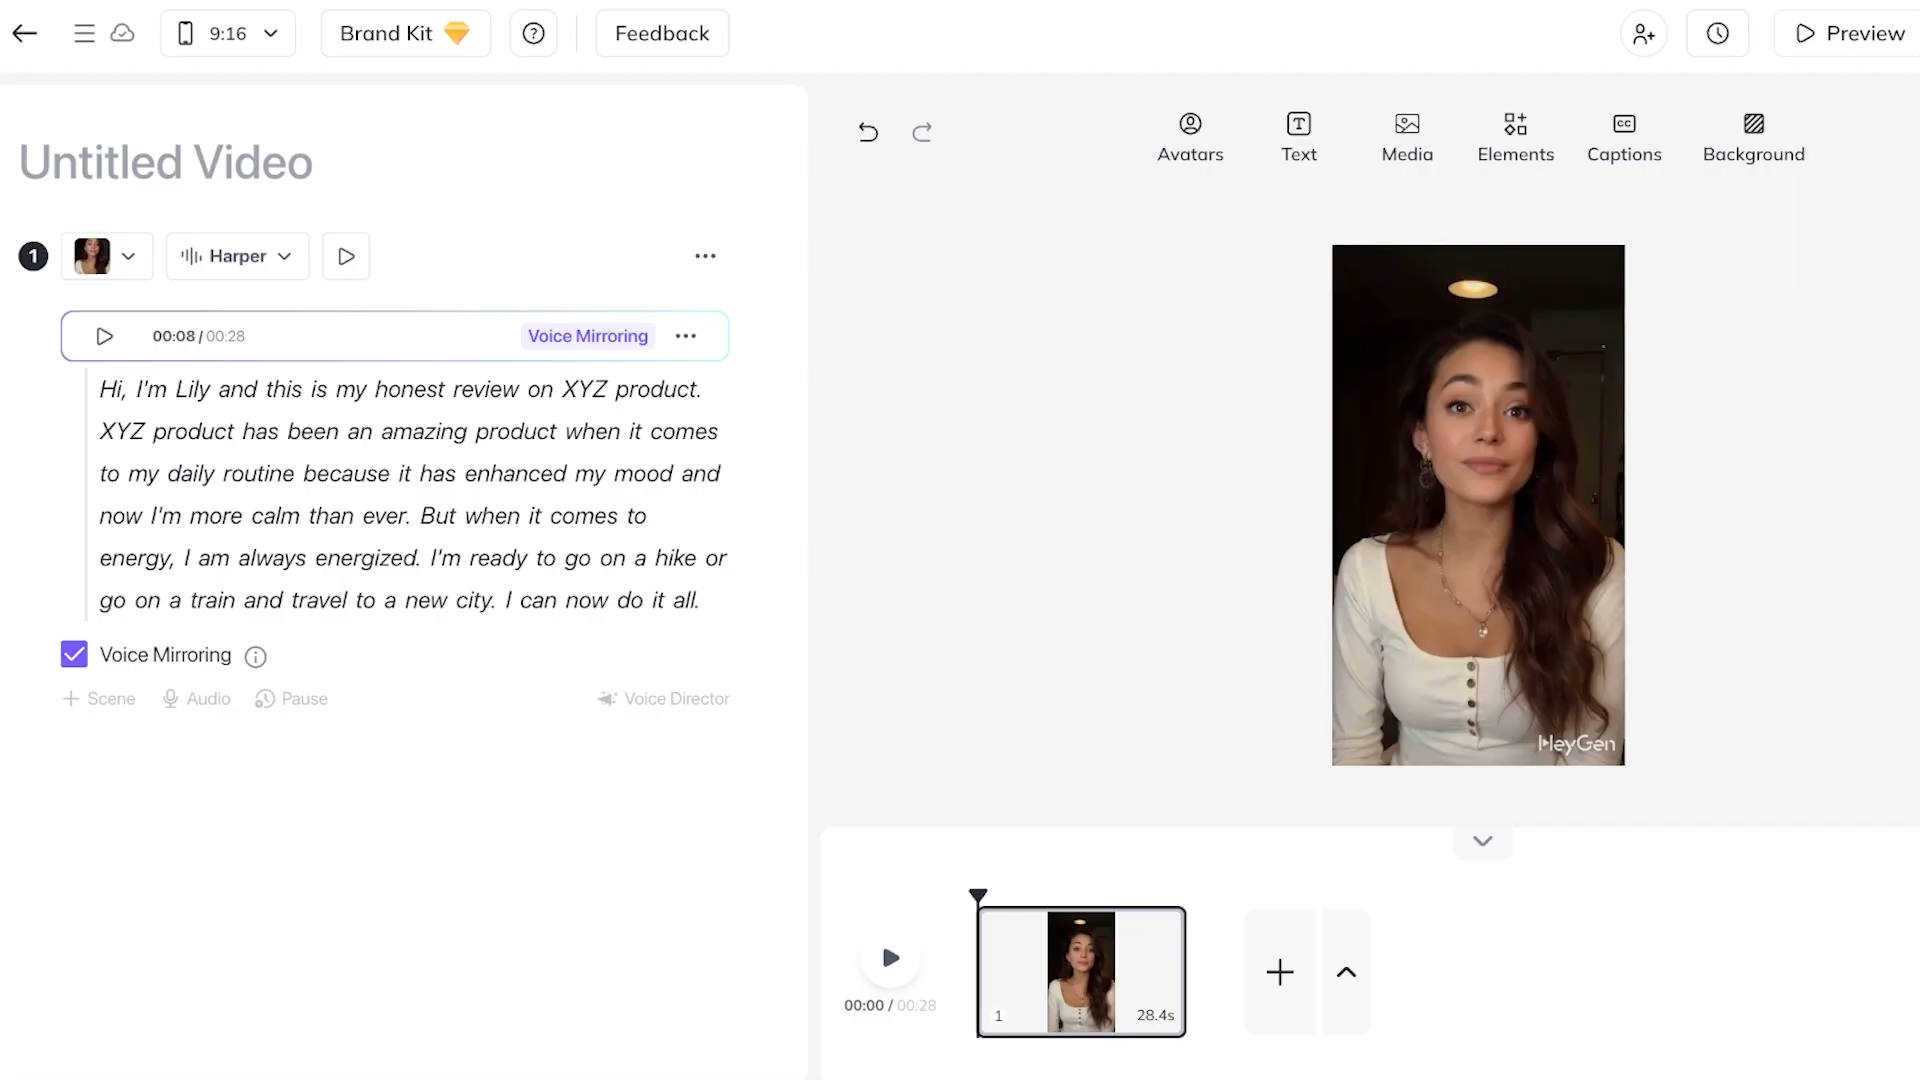 9:16
Brand Kit
Feedback
Preview
Untitled Video
Avatars
Text
Media
Elements
Captions
Background
1
Harper
00:08 / 00:28
Voice Mirroring
Hi, I'm Lily and this is my honest review on XYZ product.
XYZ product has been an amazing product when it comes
to my daily routine because it has enhanced my mood and
now I'm more calm than ever. But when it comes to
energy, I am always energized. I'm ready to go on a hike or
go on a train and travel to a new city. I can now do it all.
Voice Mirroring
Scene
Audio
Pause
Voice Director
HeyGen
00:00 / 00:28
1
28.4s